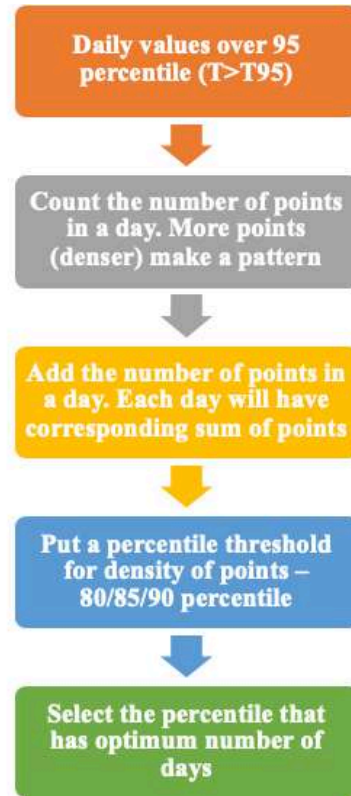 Daily values over 95
percentile (T>T95)
Count the number of points
in a day. More points
(denser) make a pattern
Add the number of points in
a day. Each day will have
corresponding sum of points
Put a percentile threshold
for density of points –
80/85/90 percentile
Select the percentile that
has optimum number of
days